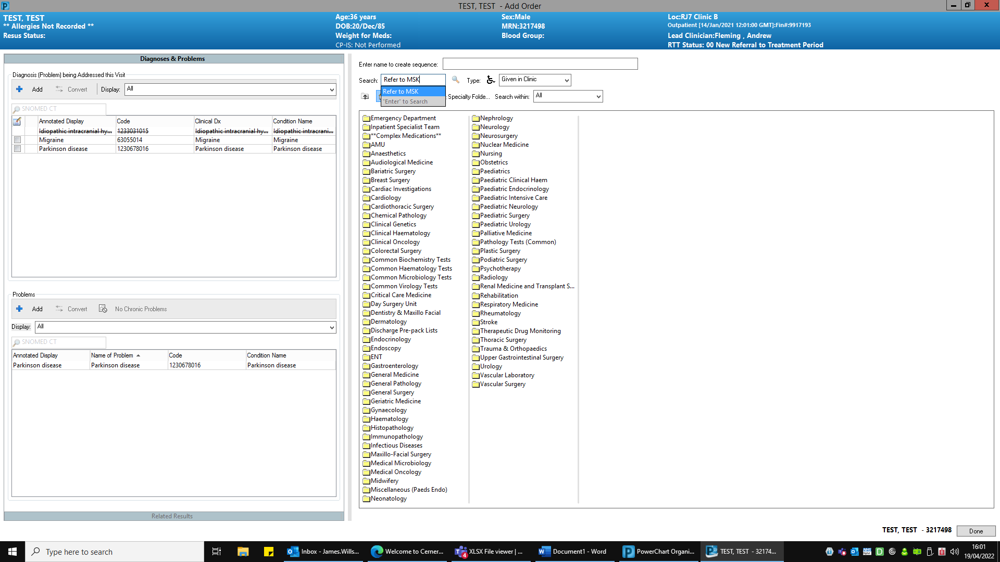 TEST, TEST - Add Order
TEST, TEST
** Allergies Not Recorded **
Resus Status:
Age:36 years
DOB:20/Dec/85
Weight for Meds:
CP-IS: Not Performed
Sex:Male
MRN:3217498
Blood Group:
Loc:RJ7 Clinic B
Outpatient [14/Jan/2021 12:01:00 GMT]:Fin#:9917193
Lead Clinician:Fleming , Andrew
RTT Status: 00 New Referral to Treatment Period
Diagnoses & Problems
Diagnosis (Problem) being Addressed this Visit
Add Convert Display: All
SNOMED CT
Annotated Display Code Clinical Dx Condition Name
Idiopathic intracranial hy... 1233031015 Idiopathic intracranial hy... Idiopathic intracrani...
Migraine 63055014 Migraine Migraine
Parkinson disease 1230678016 Parkinson disease Parkinson disease
Problems
Add Convert No Chronic Problems
Display: All
SNOMED CT
Annotated Display Name of Problem Code Condition Name
Parkinson disease Parkinson disease 1230678016 Parkinson disease
Related Results
Enter name to create sequence:
Search: Refer to MSK Type: Given in Clinic
Refer to MSK
"Enter" to Search
Specialty Folde... Search within: All
Emergency Department
Inpatient Specialist Team
**Complex Medications**
AMU
Anaesthetics
Audiological Medicine
Bariatric Surgery
Breast Surgery
Cardiac Investigations
Cardiology
Cardiothoracic Surgery
Chemical Pathology
Clinical Genetics
Clinical Haematology
Clinical Oncology
Colorectal Surgery
Common Biochemistry Tests
Common Haematology Tests
Common Microbiology Tests
Common Virology Tests
Critical Care Medicine
Day Surgery Unit
Dentistry & Maxillo Facial
Dermatology
Discharge Pre-pack Lists
Endocrinology
Endoscopy
ENT
Gastroenterology
General Medicine
General Pathology
General Surgery
Geriatric Medicine
Gynaecology
Haematology
Histopathology
Immunopathology
Infectious Diseases
Maxillo-Facial Surgery
Medical Microbiology
Medical Oncology
Midwifery
Miscellaneous (Paeds Endo)
Neonatology
Nephrology
Neurology
Neurosurgery
Nuclear Medicine
Nursing
Obstetrics
Paediatrics
Paediatric Clinical Haem
Paediatric Endocrinology
Paediatric Intensive Care
Paediatric Neurology
Paediatric Surgery
Paediatric Urology
Palliative Medicine
Pathology Tests (Common)
Plastic Surgery
Podiatric Surgery
Psychotherapy
Radiology
Renal Medicine and Transplant S...
Rehabilitation
Respiratory Medicine
Rheumatology
Stroke
Therapeutic Drug Monitoring
Thoracic Surgery
Trauma & Orthopaedics
Upper Gastrointestinal Surgery
Urology
Vascular Laboratory
Vascular Surgery
TEST, TEST - 3217498 Done
Type here to search
Inbox - James.Wills...
Welcome to Cerner...
4
XLSX File viewer | ...
Document1 - Word
PowerChart Organi...
TEST, TEST - 32174...
16:01
19/04/2022